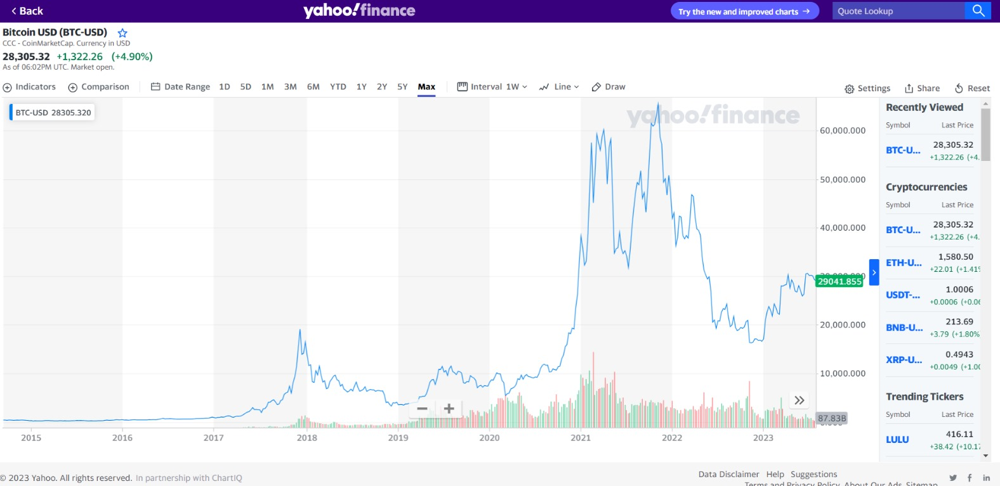 Back
yahoo!finance
Try the new and improved charts →
Quote Lookup
Bitcoin USD (BTC-USD)
CCC - CoinMarketCap. Currency in USD
28,305.32 +1,322.26 (+4.90%)
As of 06:02PM UTC. Market open.
Indicators Comparison Date Range 1D 5D 1M 3M 6M YTD 1Y 2Y 5Y Max Interval 1W Line Draw
Settings Share Reset
BTC-USD 28305.320
yahoo!finance
60,000.000
50,000.000
40,000.000
29041.855
20,000.000
10,000.000
87.83B
2015 2016 2017 2018 2019 2020 2021 2022 2023
Recently Viewed
Symbol Last Price
BTC-U... 28,305.32
+1,322.26 (+4.
Cryptocurrencies
Symbol Last Price
BTC-U... 28,305.32
+1,322.26 (+4.
ETH-U... 1,580.50
+22.01 (+1.41%
USDT-... 1.0006
+0.0006 (+0.06
BNB-U... 213.69
+3.79 (+1.80%
XRP-U... 0.4943
+0.0049 (+1.00
Trending Tickers
Symbol Last Price
LULU 416.11
+38.42 (+10.17
© 2023 Yahoo. All rights reserved. In partnership with ChartIQ
Data Disclaimer Help Suggestions
Terms and Privacy Policy About Our Ads Sitemap